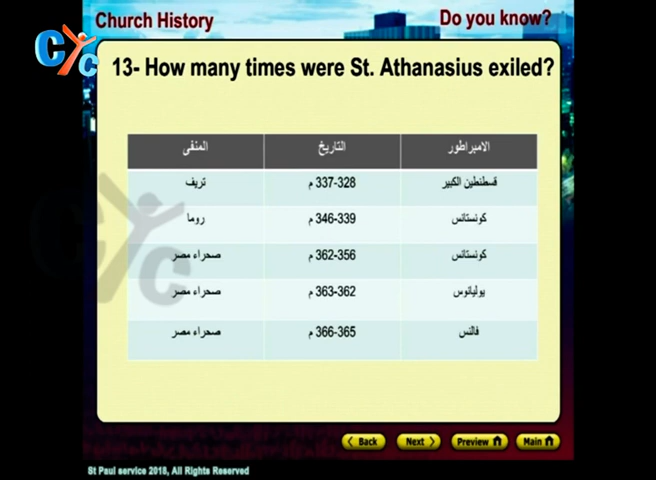 Church History
Do you know?
CYC
13- How many times were St. Athanasius exiled?
الامبراطور التاريخ المنفى
قسطنطين الكبير 328-337 م تريف
كونستانس 339-346 م روما
كونستانس 356-362 م صحراء مصر
يوليانوس 362-363 م صحراء مصر
فالنس 365-366 م صحراء مصر
CYC
Back Next Preview Main
St Paul service 2018, All Rights Reserved